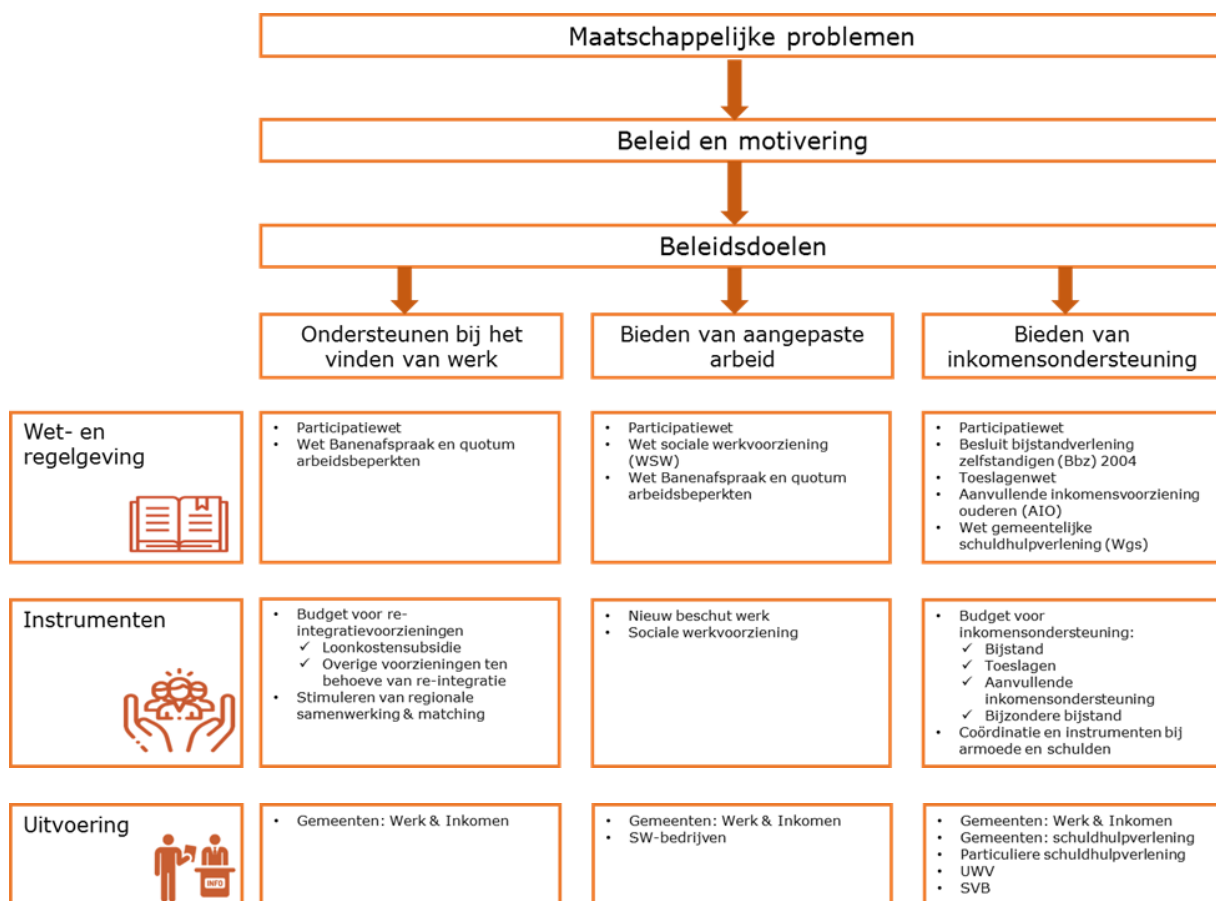 Maatschappelijke problemen
Beleid en motivering
Beleidsdoelen
Ondersteunen bij het
vinden van werk
Bieden van aangepaste
arbeid
Bieden van
inkomensondersteuning
Wet- en
regelgeving
• Participatiewet
• Wet Banenafspraak en quotum
arbeidsbeperkten
• Participatiewet
• Wet sociale werkvoorziening
(WSW)
• Wet Banenafspraak en quotum
arbeidsbeperkten
• Participatiewet
• Besluit bijstandverlening
zelfstandigen (Bbz) 2004
• Toeslagenwet
• Aanvullende inkomensvoorziening
ouderen (AIO)
• Wet gemeentelijke
schuldhulpverlening (Wgs)
Instrumenten
• Budget voor re-
integratievoorzieningen
✓ Loonkostensubsidie
✓ Overige voorzieningen ten
behoeve van re-integratie
• Stimuleren van regionale
samenwerking & matching
• Nieuw beschut werk
• Sociale werkvoorziening
• Budget voor
inkomensondersteuning:
✓ Bijstand
✓ Toeslagen
✓ Aanvullende
inkomensondersteuning
✓ Bijzondere bijstand
• Coördinatie en instrumenten bij
armoede en schulden
Uitvoering
INFO
• Gemeenten: Werk & Inkomen
• Gemeenten: Werk & Inkomen
• SW-bedrijven
• Gemeenten: Werk & Inkomen
• Gemeenten: schuldhulpverlening
• Particuliere schuldhulpverlening
• UWV
• SVB